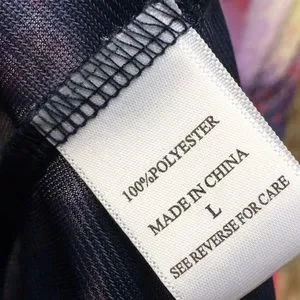 100%POLYESTER
MADE IN CHINA
L
SEE REVERSE FOR CARE